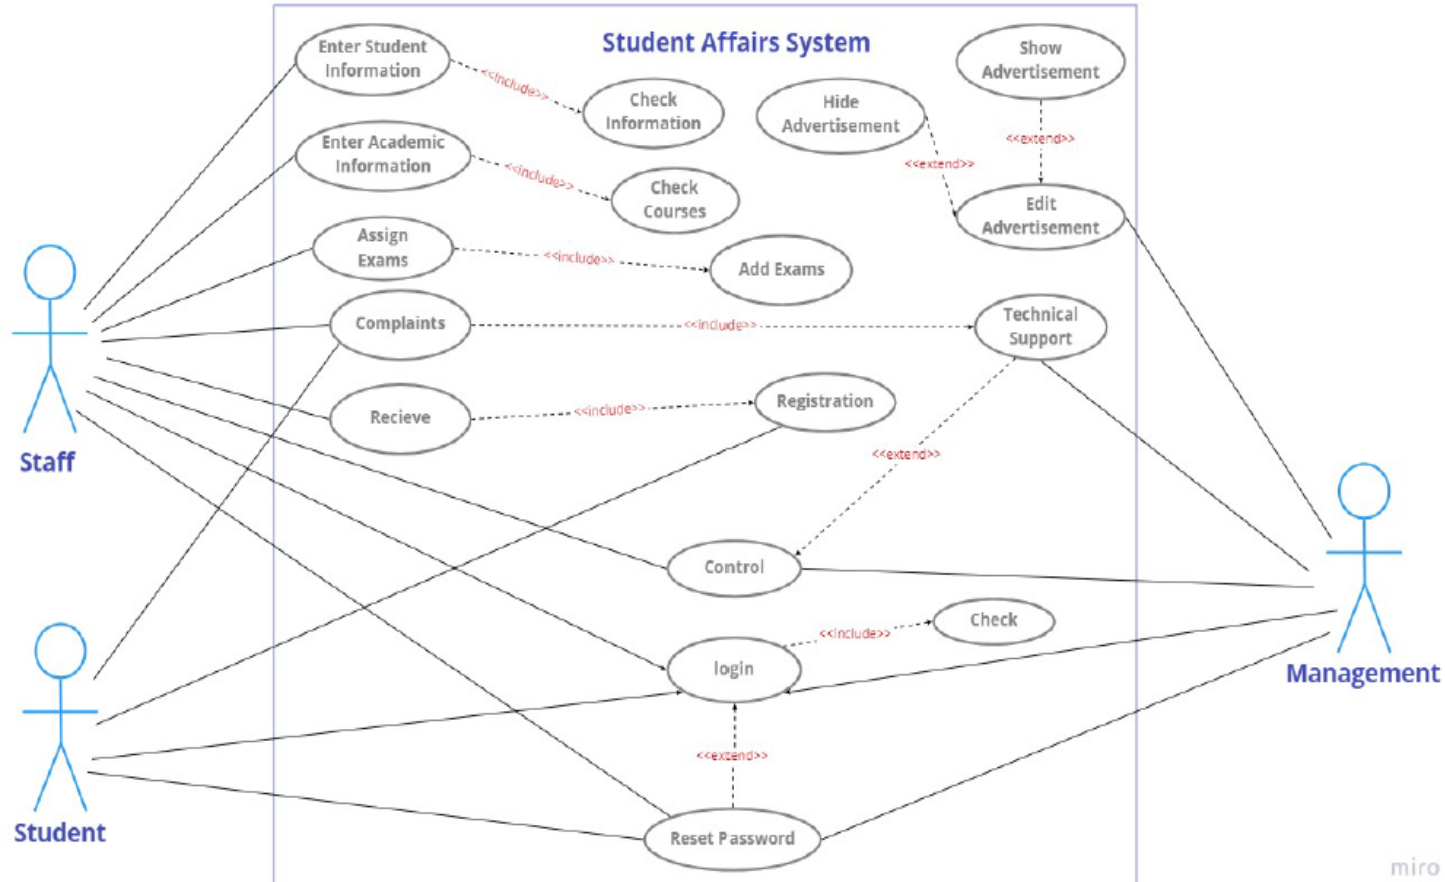 Student Affairs System
Enter Student
Information
<<include>>
Check
Information
Hide
Advertisement
Show
Advertisement
<<extend>>
<<extend>>
Enter Academic
Information
<<include>>
Check
Courses
Edit
Advertisement
Assign
Exams
<<include>>
Add Exams
Complaints
<<include>>
Technical
Support
Recieve
<<include>>
Registration
<<extend>>
Staff
Control
Check
<<include>>
login
Management
<<extend>>
Student
Reset Password
miro